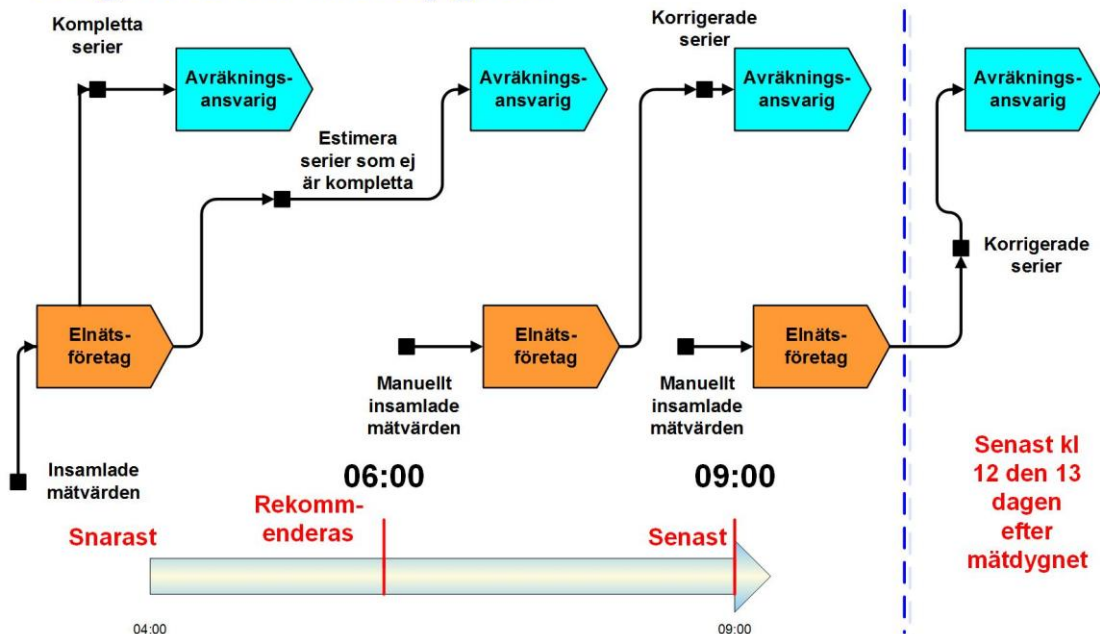 Kompletta
serier
Avräknings-
ansvarig
Avräknings-
ansvarig
Korrigerade
serier
Avräknings-
ansvarig
Avräknings-
ansvarig
Estimera
serier som ej
är kompletta
Korrigerade
serier
Elnäts-
företag
Elnäts-
företag
Elnäts-
företag
Manuellt
insamlade
mätvärden
Manuellt
insamlade
mätvärden
Insamlade
mätvärden
06:00
09:00
Senast kl
12 den 13
dagen
efter
mätdygnet
Snarast
Rekomm-
enderas
Senast
04:00
09:00